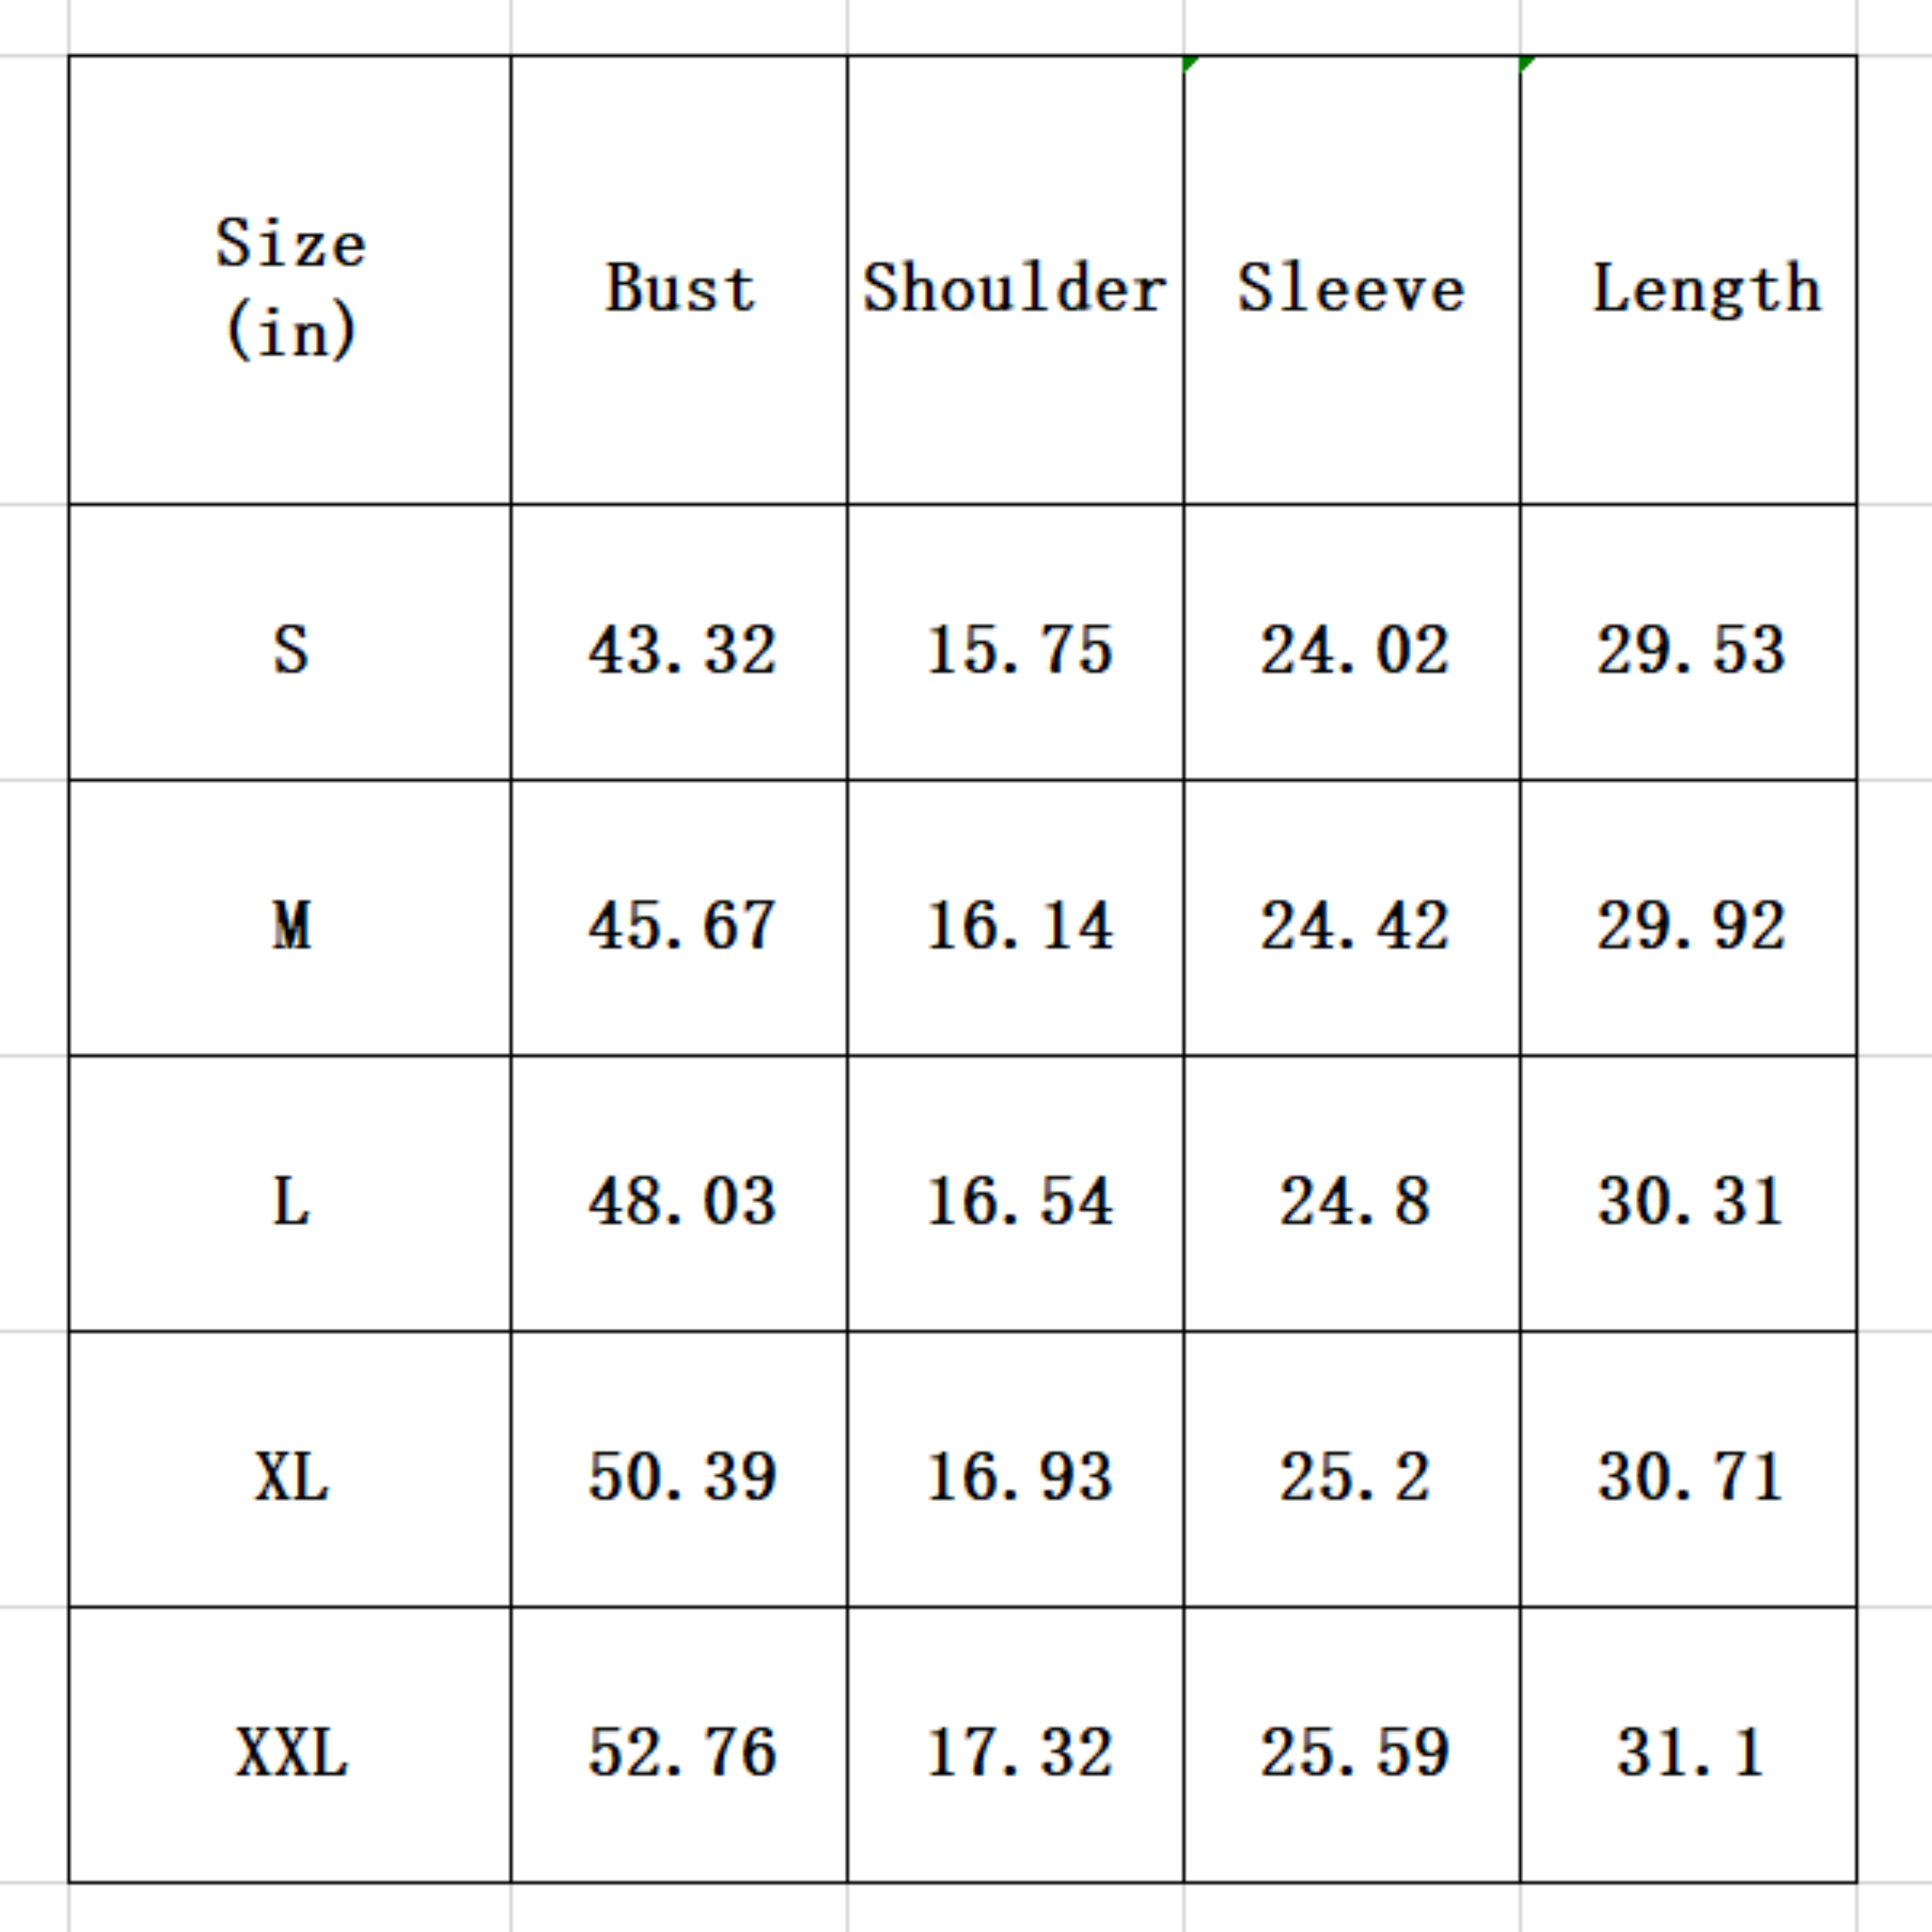 Size
(in)
Bust Shoulder Sleeve Length
S 43.32 15.75 24.02 29.53
M 45.67 16.14 24.42 29.92
L 48.03 16.54 24.8 30.31
XL 50.39 16.93 25.2 30.71
XXL 52.76 17.32 25.59 31.1